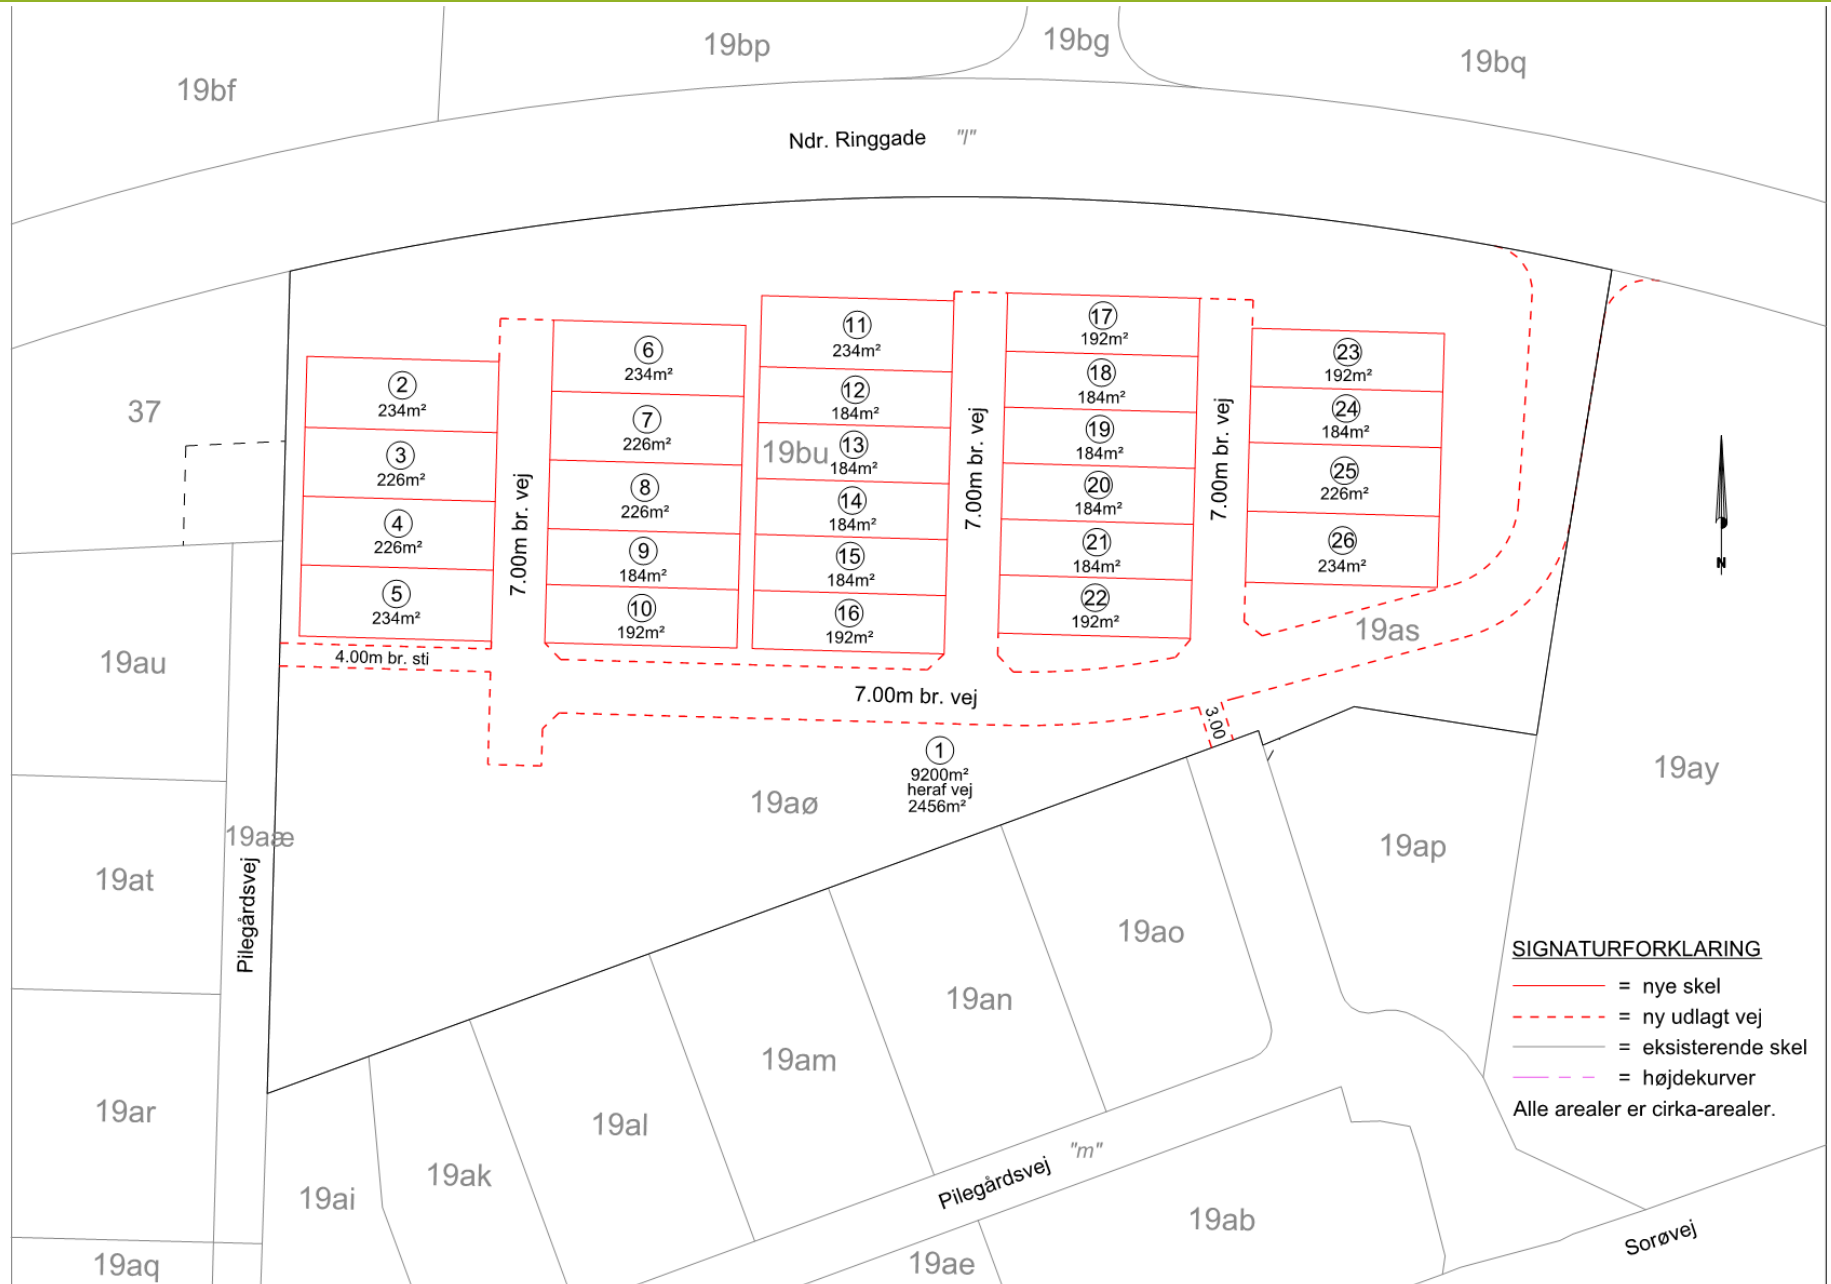 19bf
19bp
19bg
19bq
Ndr. Ringgade "l"
37
2
234m²
3
226m²
4
226m²
5
234m²
4.00m br. sti
7.00m br. vej
6
234m²
7
226m²
8
226m²
9
184m²
10
192m²
19bu
11
234m²
12
184m²
13
184m²
14
184m²
15
184m²
16
192m²
7.00m br. vej
17
192m²
18
184m²
19
184m²
20
184m²
21
184m²
22
192m²
7.00m br. vej
23
192m²
24
184m²
25
226m²
26
234m²
N
19as
7.00m br. vej
3.00
1
9200m²
heraf vej
2456m²
19aø
19au
19aæ
19at
Pilegårdsvej
19ar
19aq
19ai
19ak
19al
19am
19an
19ao
19ap
19ay
Pilegårdsvej "m"
19ae
19ab
Sorøvej
SIGNATURFORKLARING
= nye skel
= ny udlagt vej
= eksisterende skel
= højdekurver
Alle arealer er cirka-arealer.